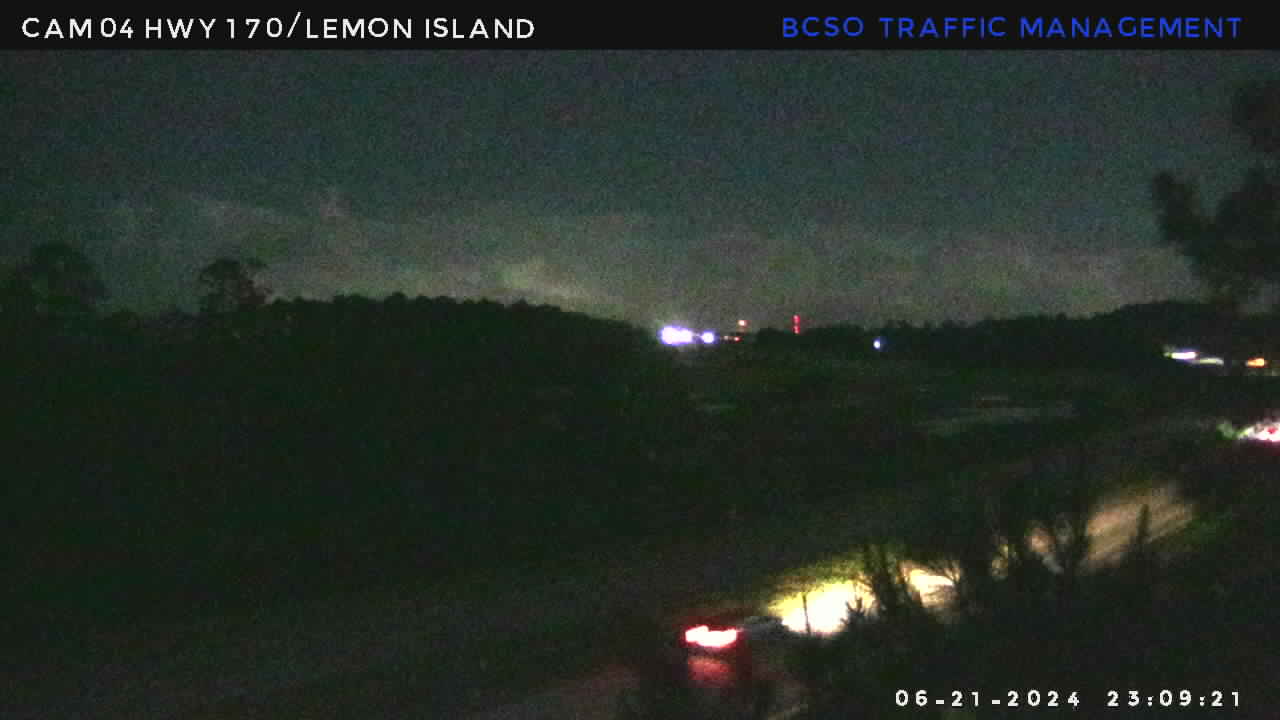 CAM04 HWY 170/LEMON ISLAND
BCSO TRAFFIC MANAGEMENT
06-21-2024 23:09:21